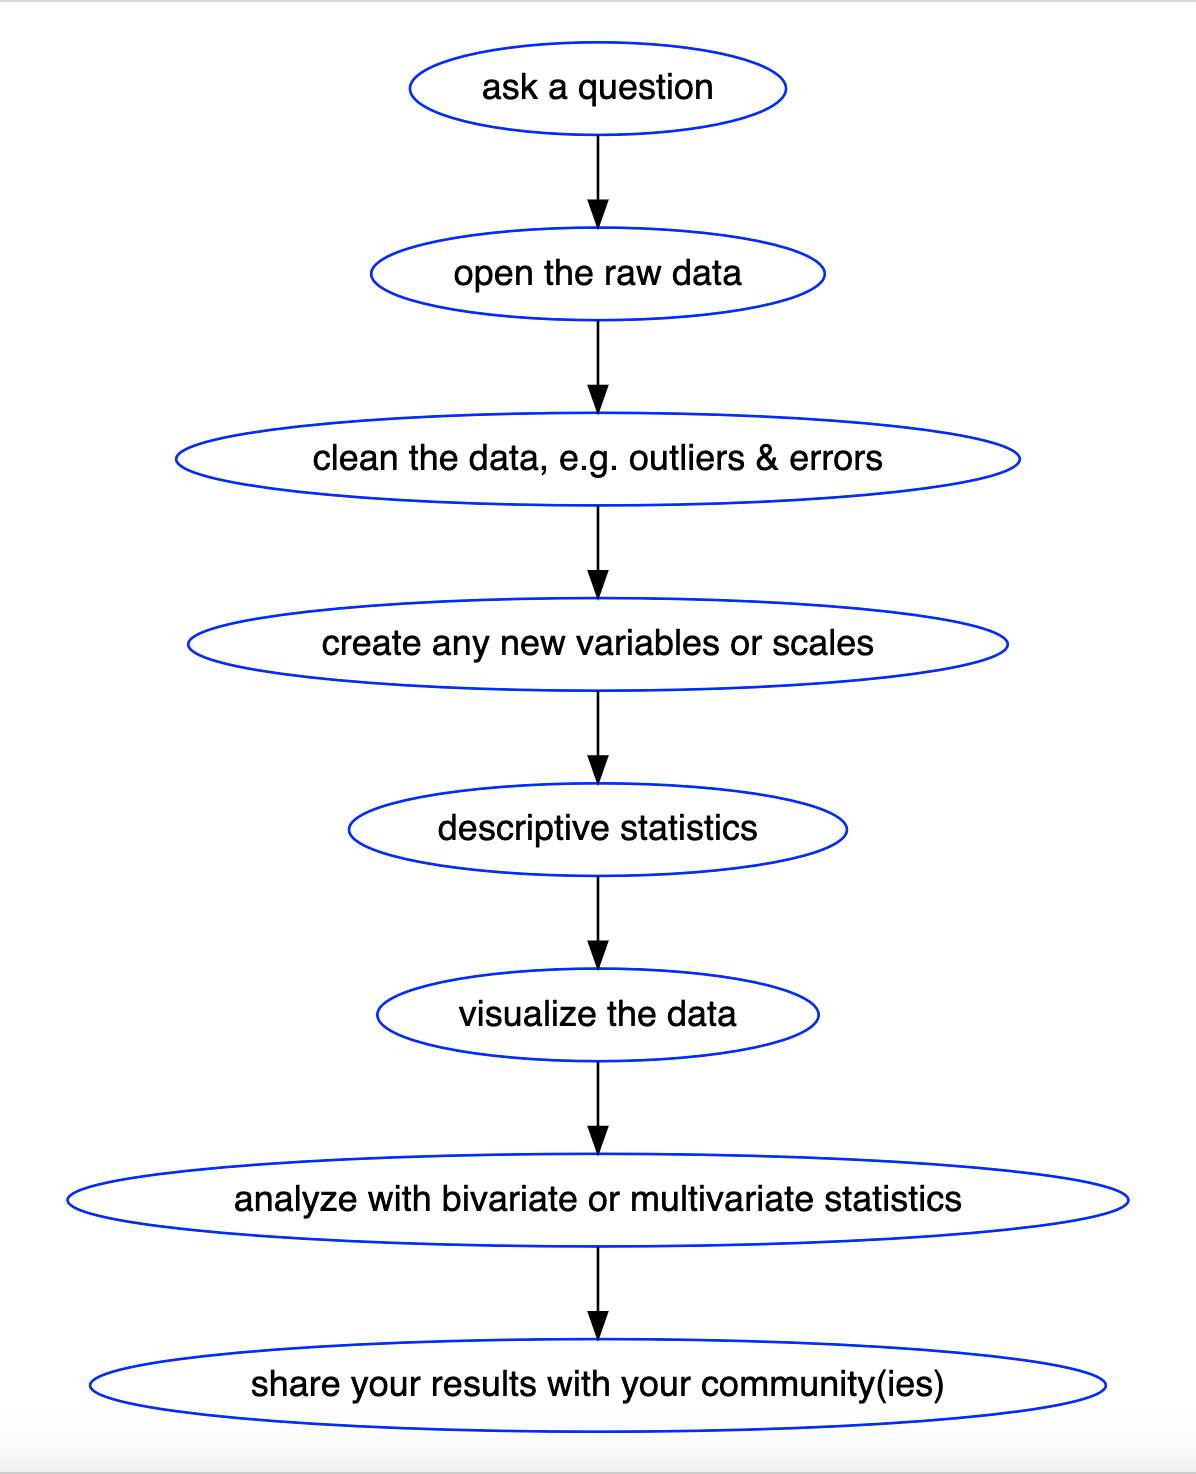 ask a question
open the raw data
clean the data, e.g. outliers & errors
create any new variables or scales
descriptive statistics
visualize the data
analyze with bivariate or multivariate statistics
share your results with your community(ies)